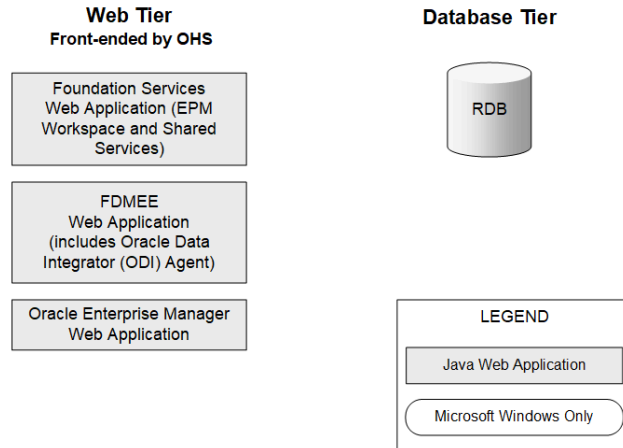 Web Tier
Front-ended by OHS
Foundation Services
Web Application (EPM
Workspace and Shared
Services)
FDMEE
Web Application
(includes Oracle Data
Integrator (ODI) Agent)
Oracle Enterprise Manager
Web Application
Database Tier
RDB
LEGEND
Java Web Application
Microsoft Windows Only